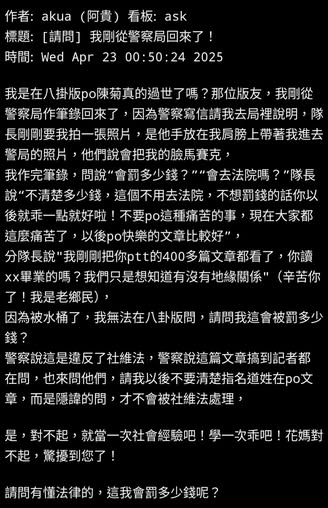 作者: akua (阿貴) 看板: ask
標題: [請問] 我剛從警察局回來了!
時間: Wed Apr 23 00:50:24 2025
我是在八掛版po陳菊真的過世了嗎? 那位版友, 我剛從
警察局作筆錄回來了, 因為警察寫信請我去局裡說明, 隊
長剛剛要我拍一張照片, 是他手放在我肩膀上帶著我進去
警局的照片, 他們說會把我的臉馬賽克,
我作完筆錄, 問說“會罰多少錢?”“會去法院嗎?”隊長
說“不清楚多少錢, 這個不用去法院, 不想罰錢的話你以
後就乖一點就好啦! 不要po這種痛苦的事, 現在大家都
這麼痛苦了, 以後po快樂的文章比較好”,
分隊長說"我剛剛把你ptt的400多篇文章都看了, 你讀
xx畢業的嗎? 我們只是想知道有沒有地緣關係" (辛苦你
了! 我是老鄉民),
因為被水桶了, 我無法在八卦版問, 請問我這會被罰多少
錢?
警察說這是違反了社維法, 警察說這篇文章搞到記者都
在問, 也來問他們, 請我以後不要清楚指名道姓在po文
章, 而是隱諱的問, 才不會被社維法處理,
是, 對不起, 就當一次社會經驗吧! 學一次乖吧! 花媽對
不起, 驚擾到您了!
請問有懂法律的, 這我會罰多少錢呢?